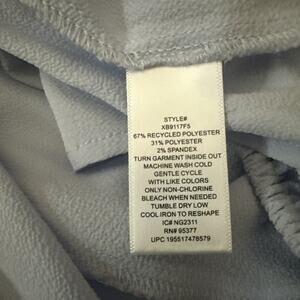 STYLE#
XB9117F5
67% RECYCLED POLYESTER
31% POLYESTER
2% SPANDEX
TURN GARMENT INSIDE OUT
MACHINE WASH COLD
GENTLE CYCLE
WITH LIKE COLORS
ONLY NON-CHLORINE
BLEACH WHEN NEEDED
TUMBLE DRY LOW
COOL IRON TO RESHAPE
IC# NG2311
RN# 95377
UPC 195517478579